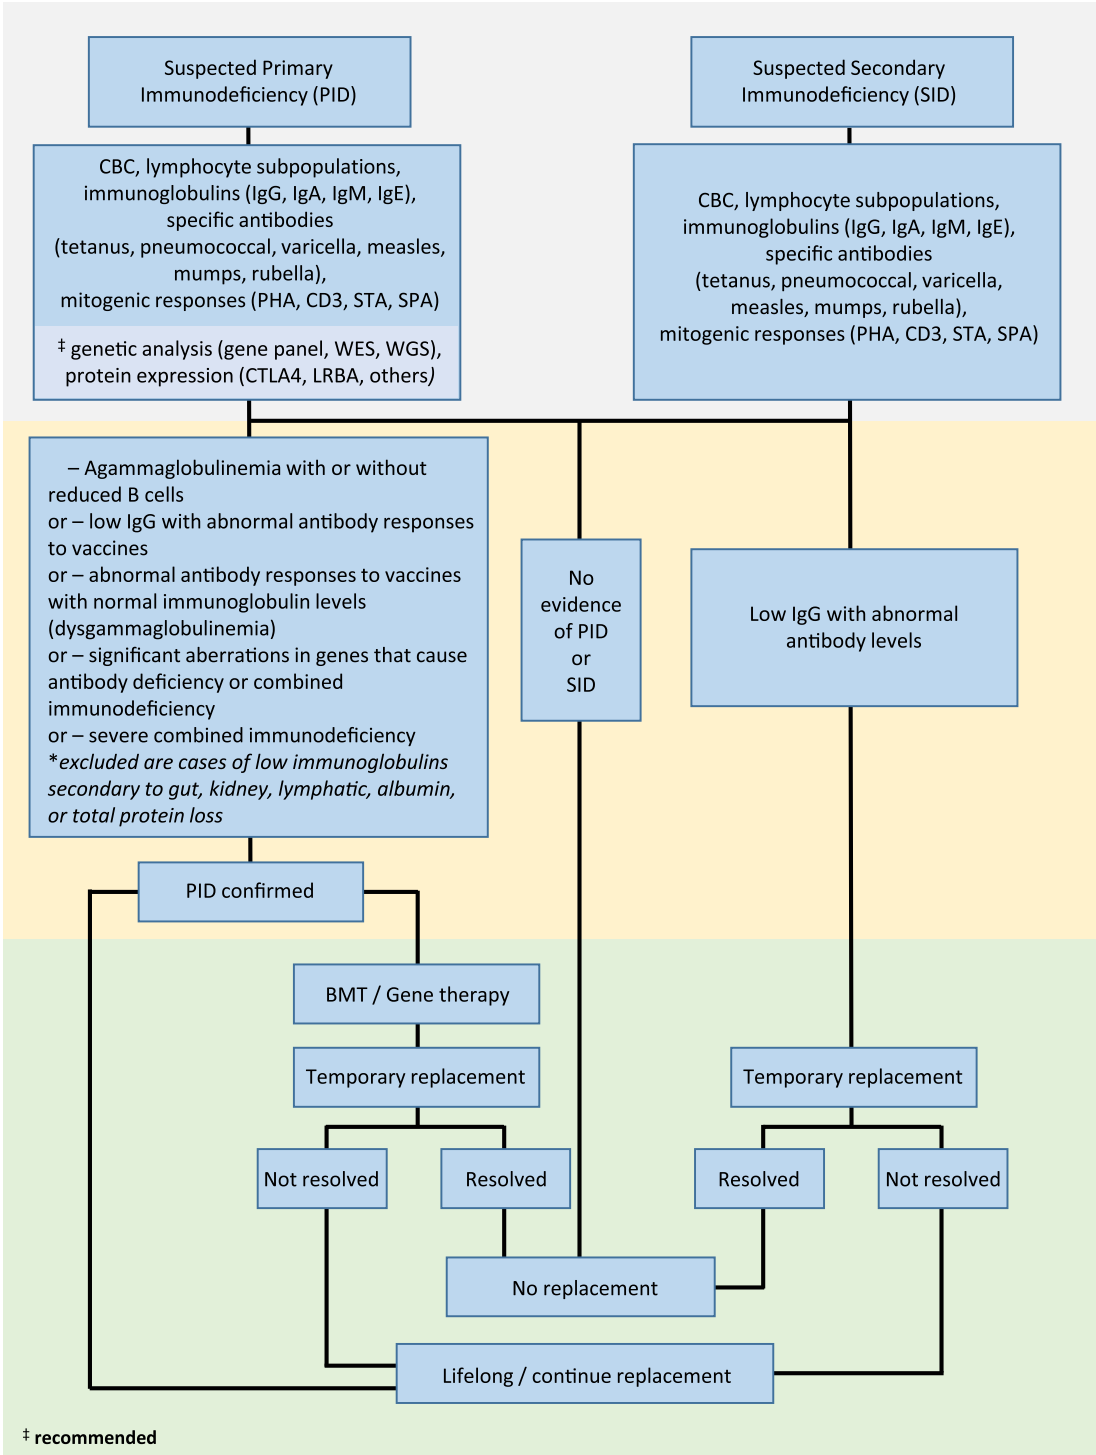 Suspected Primary
Immunodeficiency (PID)
Suspected Secondary
Immunodeficiency (SID)
CBC, lymphocyte subpopulations,
immunoglobulins (IgG, IgA, IgM, IgE),
specific antibodies
(tetanus, pneumococcal, varicella, measles,
mumps, rubella),
mitogenic responses (PHA, CD3, STA, SPA)
‡ genetic analysis (gene panel, WES, WGS),
protein expression (CTLA4, LRBA, others)
CBC, lymphocyte subpopulations,
immunoglobulins (IgG, IgA, IgM, IgE),
specific antibodies
(tetanus, pneumococcal, varicella,
measles, mumps, rubella),
mitogenic responses (PHA, CD3, STA, SPA)
– Agammaglobulinemia with or without
reduced B cells
or – low IgG with abnormal antibody responses
to vaccines
or – abnormal antibody responses to vaccines
with normal immunoglobulin levels
(dysgammaglobulinemia)
or – significant aberrations in genes that cause
antibody deficiency or combined
immunodeficiency
or – severe combined immunodeficiency
*excluded are cases of low immunoglobulins
secondary to gut, kidney, lymphatic, albumin,
or total protein loss
No
evidence
of PID
or
SID
Low IgG with abnormal
antibody levels
PID confirmed
BMT / Gene therapy
Temporary replacement
Temporary replacement
Not resolved
Resolved
Resolved
Not resolved
No replacement
Lifelong / continue replacement
‡ recommended